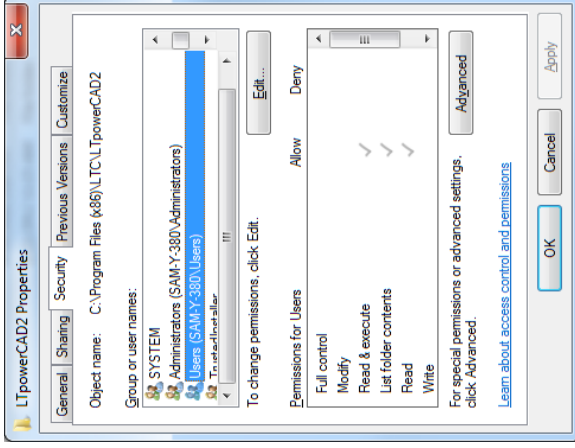 LTpowerCAD2 Properties
General Sharing Security Previous Versions Customize
Object name: C:\Program Files (x86)\LTC\LTpowerCAD2
Group or user names:
SYSTEM
Administrators (SAM-Y-380\Administrators)
Users (SAM-Y-380\Users)
TrustedInstaller
To change permissions, click Edit.
Edit...
Permissions for Users Allow Deny
Full control
Modify
Read & execute
List folder contents
Read
Write
For special permissions or advanced settings,
click Advanced.
Advanced
Learn about access control and permissions
OK Cancel Apply